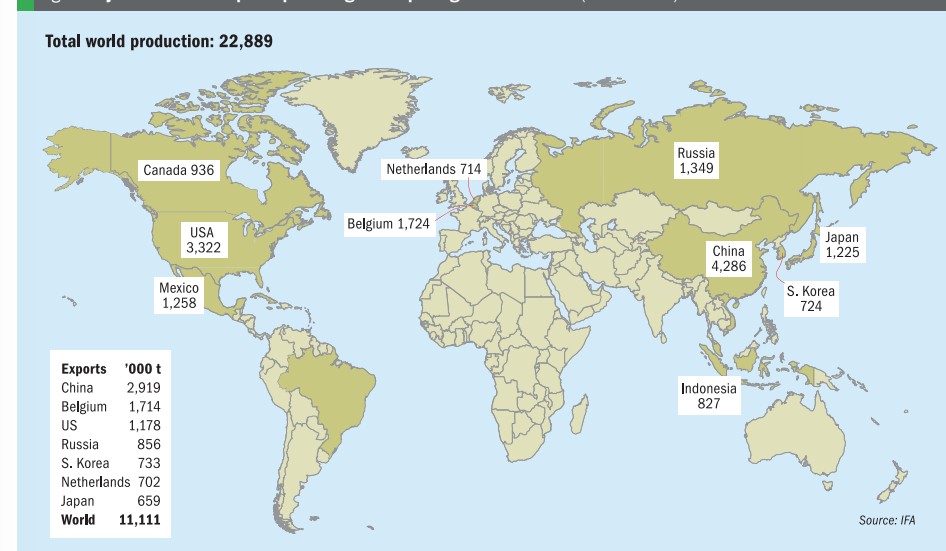 Total world production: 22,889
Canada 936
USA
3,322
Mexico
1,258
Netherlands 714
Belgium 1,724
Russia
1,349
China
4,286
Japan
1,225
S. Korea
724
Indonesia
827
Exports '000 t
China 2,919
Belgium 1,714
US 1,178
Russia 856
S. Korea 733
Netherlands 702
Japan 659
World 11,111
Source: IFA